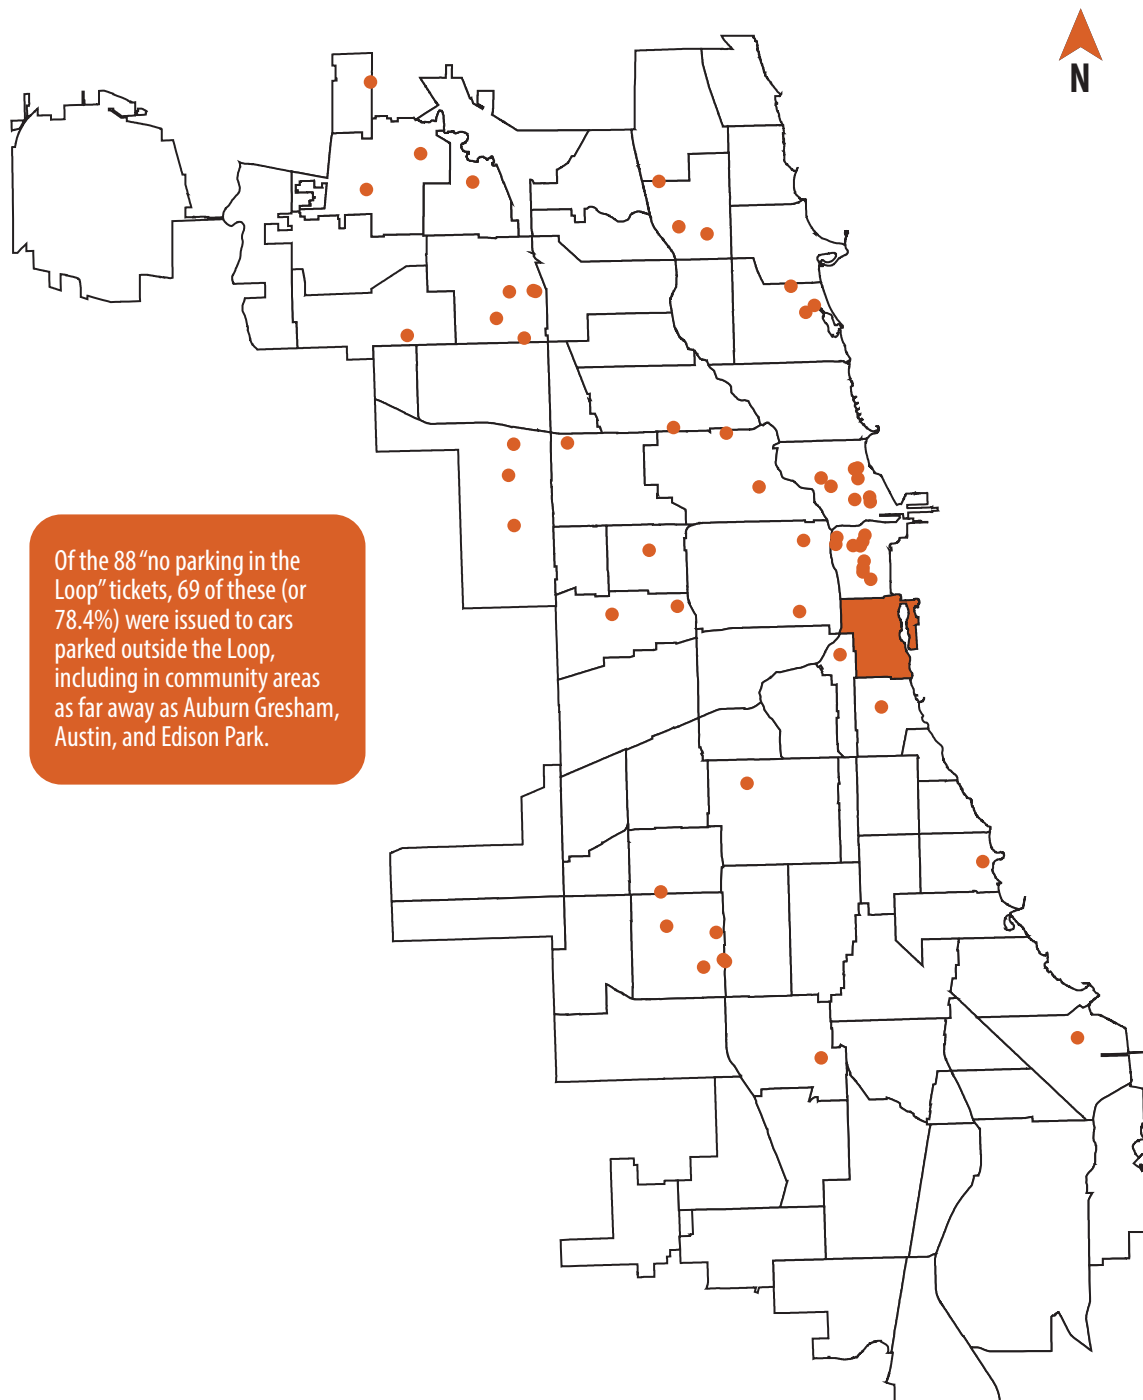 N
Of the 88 “no parking in the
Loop” tickets, 69 of these (or
78.4%) were issued to cars
parked outside the Loop,
including in community areas
as far away as Auburn Gresham,
Austin, and Edison Park.